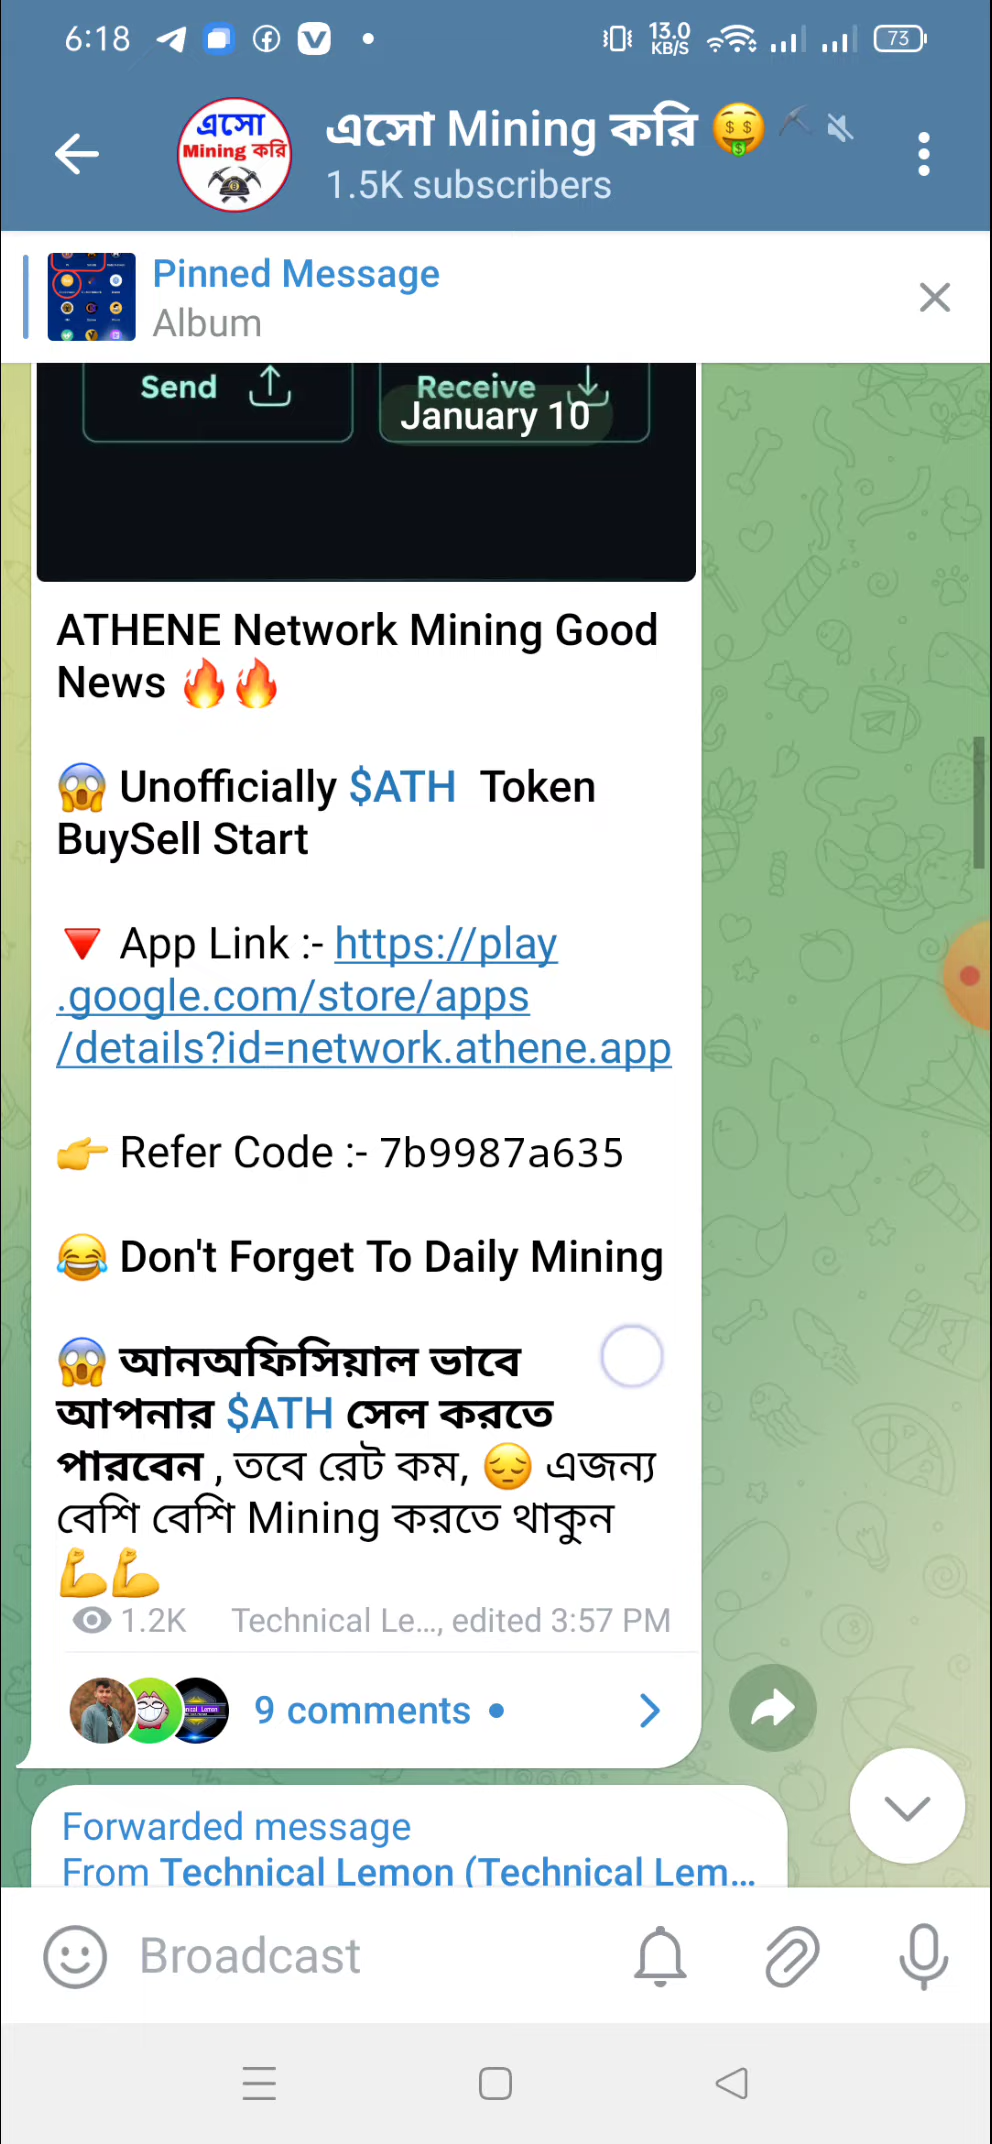 6:18
13.0
KB/S
73
এসো
Mining করি
এসো Mining করি
1.5K subscribers
Pinned Message
Album
Send
Receive
January 10
ATHENE Network Mining Good
News 🔥🔥
😱 Unofficially $ATH Token
BuySell Start
🔻 App Link :- https://play
.google.com/store/apps
/details?id=network.athene.app
👉 Refer Code :- 7b9987a635
😂 Don't Forget To Daily Mining
😱 আনঅফিসিয়াল ভাবে
আপনার $ATH সেল করতে
পারবেন , তবে রেট কম, 😔 এজন্য
বেশি বেশি Mining করতে থাকুন
💪💪
1.2K Technical Le..., edited 3:57 PM
9 comments
Forwarded message
From Technical Lemon (Technical Lem...
Broadcast